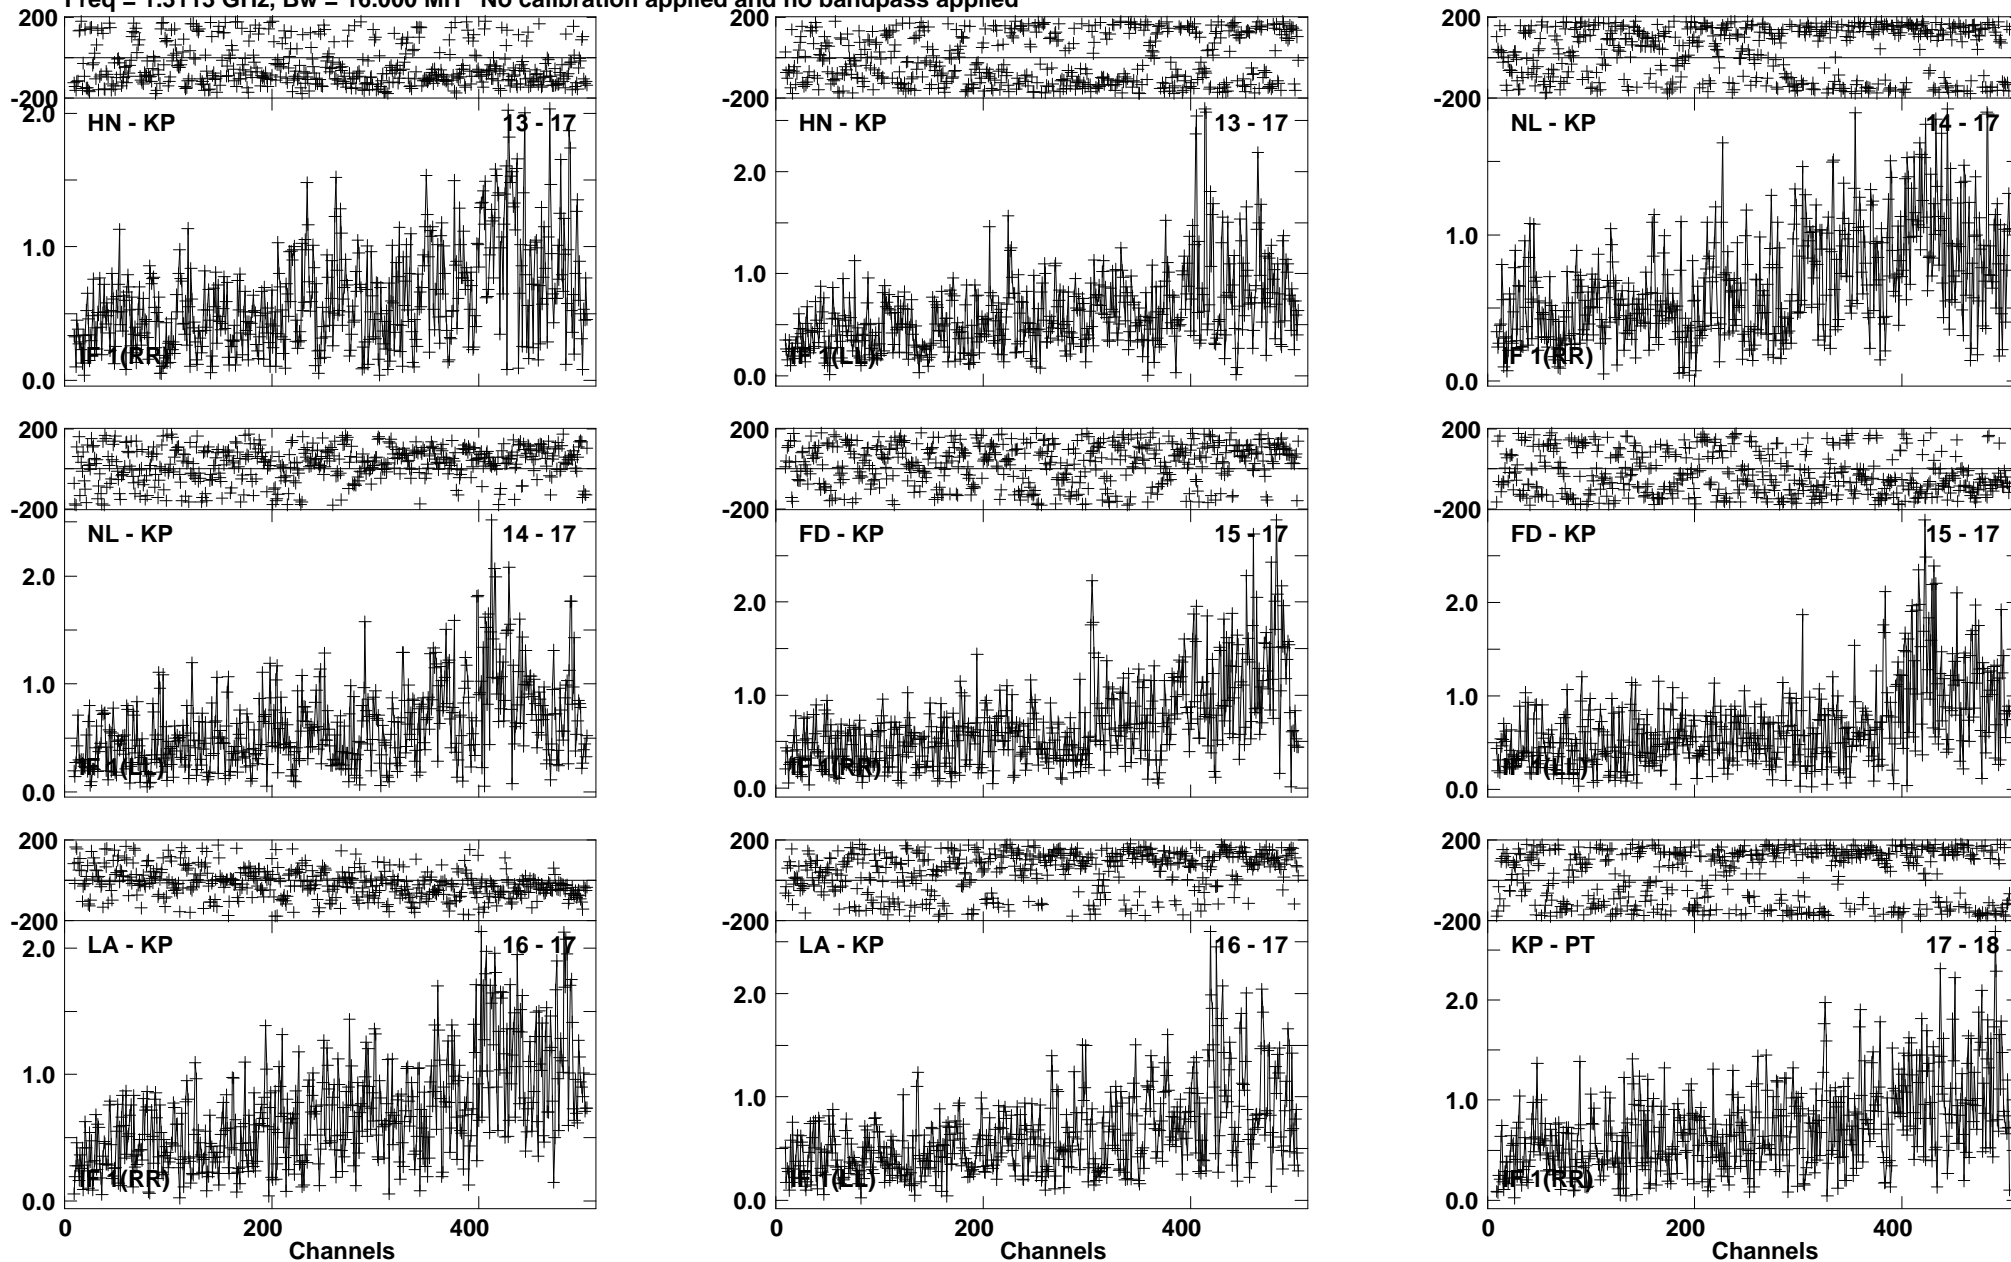 Freq = 1.3115 GHz, Bw = 16.000 MH No calibration applied and no bandpass applied
200 200 200
-200 -200 -200
HN - KP 13 - 17 HN - KP 13 - 17 NL - KP 14 - 17
2.0
2.0
1.0 1.0 1.0
IF 1(RR) IF 1(LL) IF 1(RR)
0.0 0.0 0.0
200 200 200
-200 -200 -200
NL - KP 14 - 17 FD - KP 15 - 17 FD - KP 15 - 17
2.0 2.0 2.0
1.0 1.0 1.0
IF 1(LL) IF 1(RR) IF 1(LL)
0.0 0.0 0.0
200 200 200
-200 -200 -200
LA - KP 16 - 17 LA - KP 16 - 17 KP - PT 17 - 18
2.0 2.0 2.0
1.0 1.0 1.0
IF 1(RR) IF 1(LL) IF 1(RR)
0.0 0.0 0.0
0 200 400 0 200 400 0 200 400
Channels Channels Channels